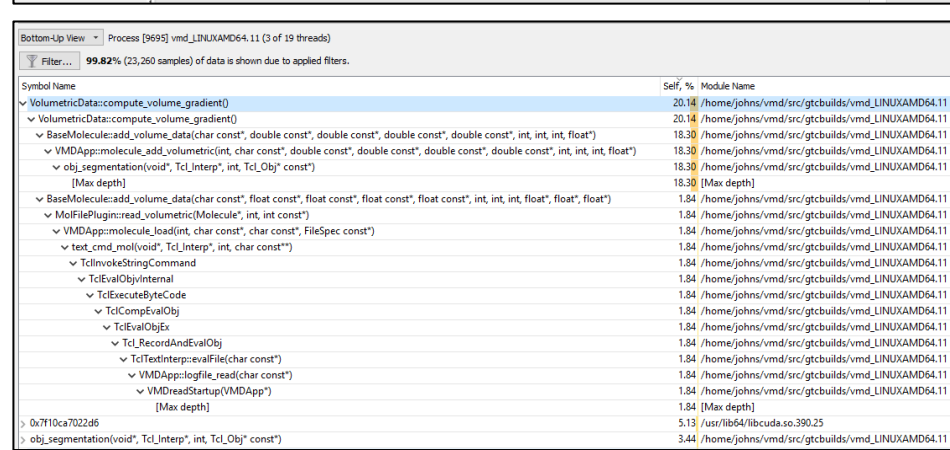 Bottom-Up View Process [9695] vmd_LINUXAMD64.11 (3 of 19 threads)
Filter... 99.82% (23,260 samples) of data is shown due to applied filters.
Symbol Name Self, % Module Name
VolumetricData::compute_volume_gradient() 20.14 /home/johns/vmd/src/gtcbuilds/vmd_LINUXAMD64.11
VolumetricData::compute_volume_gradient() 20.14 /home/johns/vmd/src/gtcbuilds/vmd_LINUXAMD64.11
BaseMolecule::add_volume_data(char const*, double const*, double const*, double const*, double const*, int, int, int, float*) 18.30 /home/johns/vmd/src/gtcbuilds/vmd_LINUXAMD64.11
VMDApp::molecule_add_volumetric(int, char const*, double const*, double const*, double const*, double const*, int, int, int, float*) 18.30 /home/johns/vmd/src/gtcbuilds/vmd_LINUXAMD64.11
obj_segmentation(void*, Tcl_Interp*, int, Tcl_Obj* const*) 18.30 /home/johns/vmd/src/gtcbuilds/vmd_LINUXAMD64.11
[Max depth] 18.30 [Max depth]
BaseMolecule::add_volume_data(char const*, float const*, float const*, float const*, float const*, int, int, int, float*, float*, float*) 1.84 /home/johns/vmd/src/gtcbuilds/vmd_LINUXAMD64.11
MolFilePlugin::read_volumetric(Molecule*, int, int const*) 1.84 /home/johns/vmd/src/gtcbuilds/vmd_LINUXAMD64.11
VMDApp::molecule_load(int, char const*, char const*, FileSpec const*) 1.84 /home/johns/vmd/src/gtcbuilds/vmd_LINUXAMD64.11
text_cmd_mol(void*, Tcl_Interp*, int, char const**) 1.84 /home/johns/vmd/src/gtcbuilds/vmd_LINUXAMD64.11
TclInvokeStringCommand 1.84 /home/johns/vmd/src/gtcbuilds/vmd_LINUXAMD64.11
TclEvalObjvInternal 1.84 /home/johns/vmd/src/gtcbuilds/vmd_LINUXAMD64.11
TclExecuteByteCode 1.84 /home/johns/vmd/src/gtcbuilds/vmd_LINUXAMD64.11
TclCompEvalObj 1.84 /home/johns/vmd/src/gtcbuilds/vmd_LINUXAMD64.11
TclEvalObjEx 1.84 /home/johns/vmd/src/gtcbuilds/vmd_LINUXAMD64.11
Tcl_RecordAndEvalObj 1.84 /home/johns/vmd/src/gtcbuilds/vmd_LINUXAMD64.11
TclTextInterp::evalFile(char const*) 1.84 /home/johns/vmd/src/gtcbuilds/vmd_LINUXAMD64.11
VMDApp::logfile_read(char const*) 1.84 /home/johns/vmd/src/gtcbuilds/vmd_LINUXAMD64.11
VMDreadStartup(VMDApp*) 1.84 /home/johns/vmd/src/gtcbuilds/vmd_LINUXAMD64.11
[Max depth] 1.84 [Max depth]
0x7f10ca7022d6 5.13 /usr/lib64/libcuda.so.390.25
obj_segmentation(void*, Tcl_Interp*, int, Tcl_Obj* const*) 3.44 /home/johns/vmd/src/gtcbuilds/vmd_LINUXAMD64.11